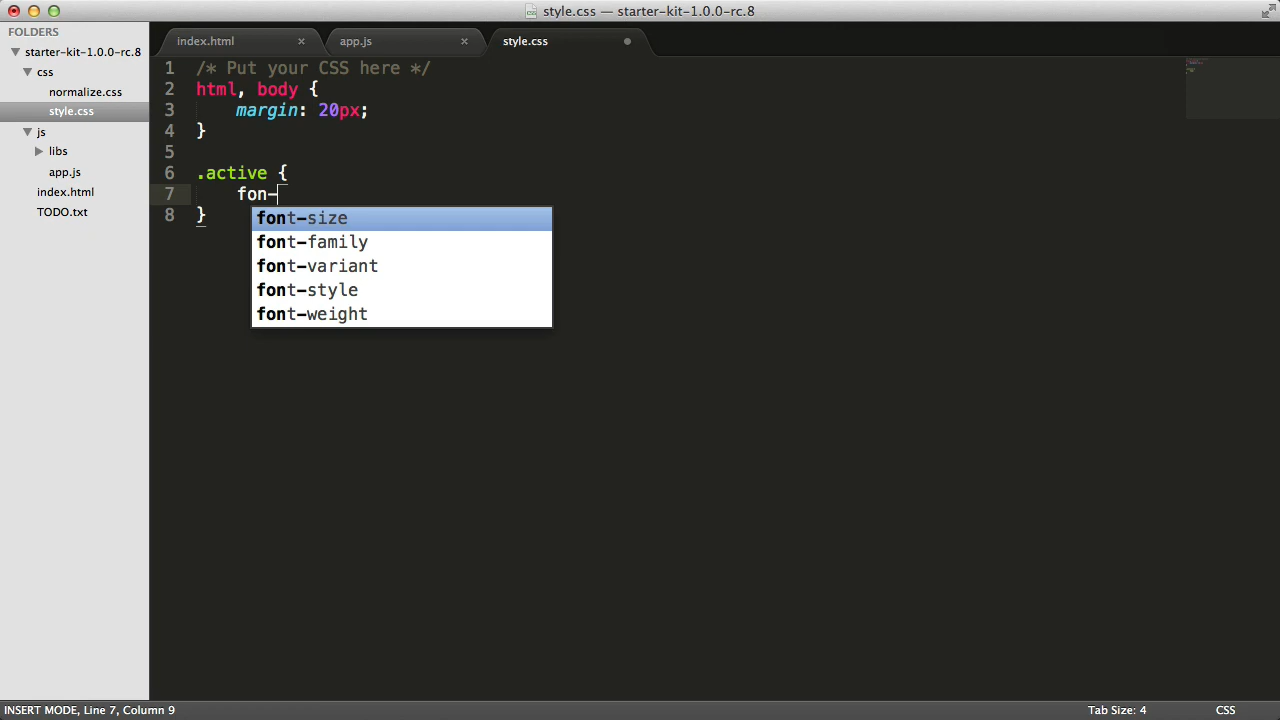 style.css — starter-kit-1.0.0-rc.8
FOLDERS
starter-kit-1.0.0-rc.8
css
normalize.css
style.css
js
libs
app.js
index.html
TODO.txt
index.html × app.js × style.css
1 /* Put your CSS here */
2 html, body {
3 margin: 20px;
4 }
5
6 .active {
7 fon-
8 }
font-size
font-family
font-variant
font-style
font-weight
INSERT MODE, Line 7, Column 9 Tab Size: 4 CSS